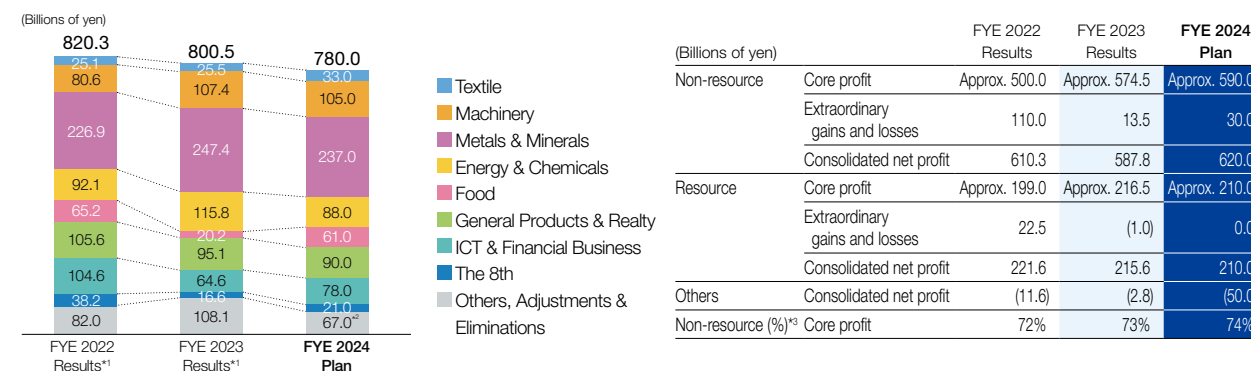 (Billions of yen)
820.3
25.1
80.6
226.9
92.1
65.2
105.6
104.6
38.2
82.0
FYE 2022
Results*1
800.5
25.5
107.4
247.4
115.8
20.2
95.1
64.6
16.6
108.1
FYE 2023
Results*1
780.0
33.0
105.0
237.0
88.0
61.0
90.0
78.0
21.0
67.0*2
FYE 2024
Plan
Textile
Machinery
Metals & Minerals
Energy & Chemicals
Food
General Products & Realty
ICT & Financial Business
The 8th
Others, Adjustments &
Eliminations
FYE 2022 FYE 2023 FYE 2024
(Billions of yen) Results Results Plan
Non-resource Core profit Approx. 500.0 Approx. 574.5 Approx. 590.0
Extraordinary
gains and losses 110.0 13.5 30.0
Consolidated net profit 610.3 587.8 620.0
Resource Core profit Approx. 199.0 Approx. 216.5 Approx. 210.0
Extraordinary
gains and losses 22.5 (1.0) 0.0
Consolidated net profit 221.6 215.6 210.0
Others Consolidated net profit (11.6) (2.8) (50.0
Non-resource (%)*3 Core profit 72% 73% 74%